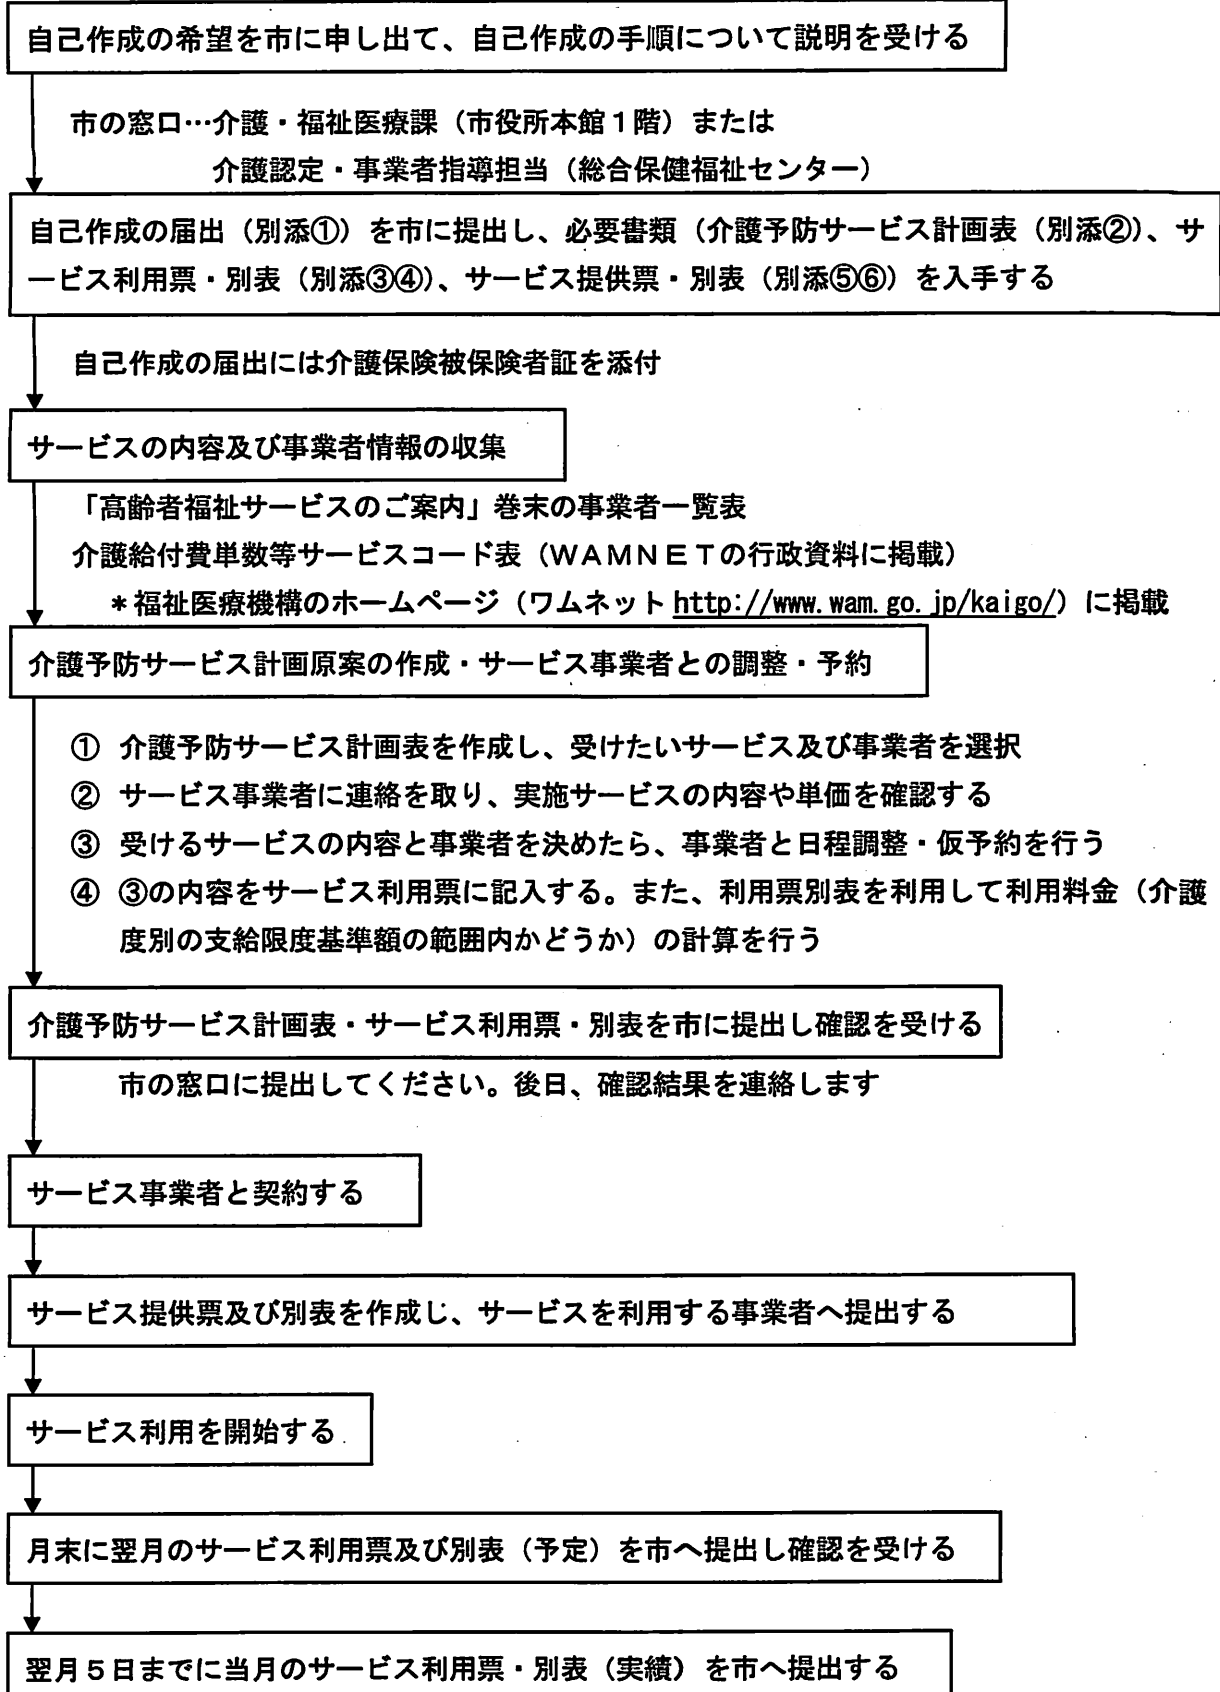 自己作成の希望を市に申し出て、自己作成の手順について説明を受ける
市の窓口…介護・福祉医療課（市役所本館１階）または
介護認定・事業者指導担当（総合保健福祉センター）
自己作成の届出（別添①）を市に提出し、必要書類（介護予防サービス計画表（別添②）、サ
ービス利用票・別表（別添③④）、サービス提供票・別表（別添⑤⑥）を入手する
自己作成の届出には介護保険被保険者証を添付
サービスの内容及び事業者情報の収集
「高齢者福祉サービスのご案内」巻末の事業者一覧表
介護給付費単数等サービスコード表（ＷＡＭＮＥＴの行政資料に掲載）
＊福祉医療機構のホームページ（ワムネット http://www.wam.go.jp/kaigo/）に掲載
介護予防サービス計画原案の作成・サービス事業者との調整・予約
① 介護予防サービス計画表を作成し、受けたいサービス及び事業者を選択
② サービス事業者に連絡を取り、実施サービスの内容や単価を確認する
③ 受けるサービスの内容と事業者を決めたら、事業者と日程調整・仮予約を行う
④ ③の内容をサービス利用票に記入する。また、利用票別表を利用して利用料金（介護
度別の支給限度基準額の範囲内かどうか）の計算を行う
介護予防サービス計画表・サービス利用票・別表を市に提出し確認を受ける
市の窓口に提出してください。後日、確認結果を連絡します
サービス事業者と契約する
サービス提供票及び別表を作成じ、サービスを利用する事業者へ提出する
サービス利用を開始する
月末に翌月のサービス利用票及び別表（予定）を市へ提出し確認を受ける
翌月５日までに当月のサービス利用票・別表（実績）を市へ提出する